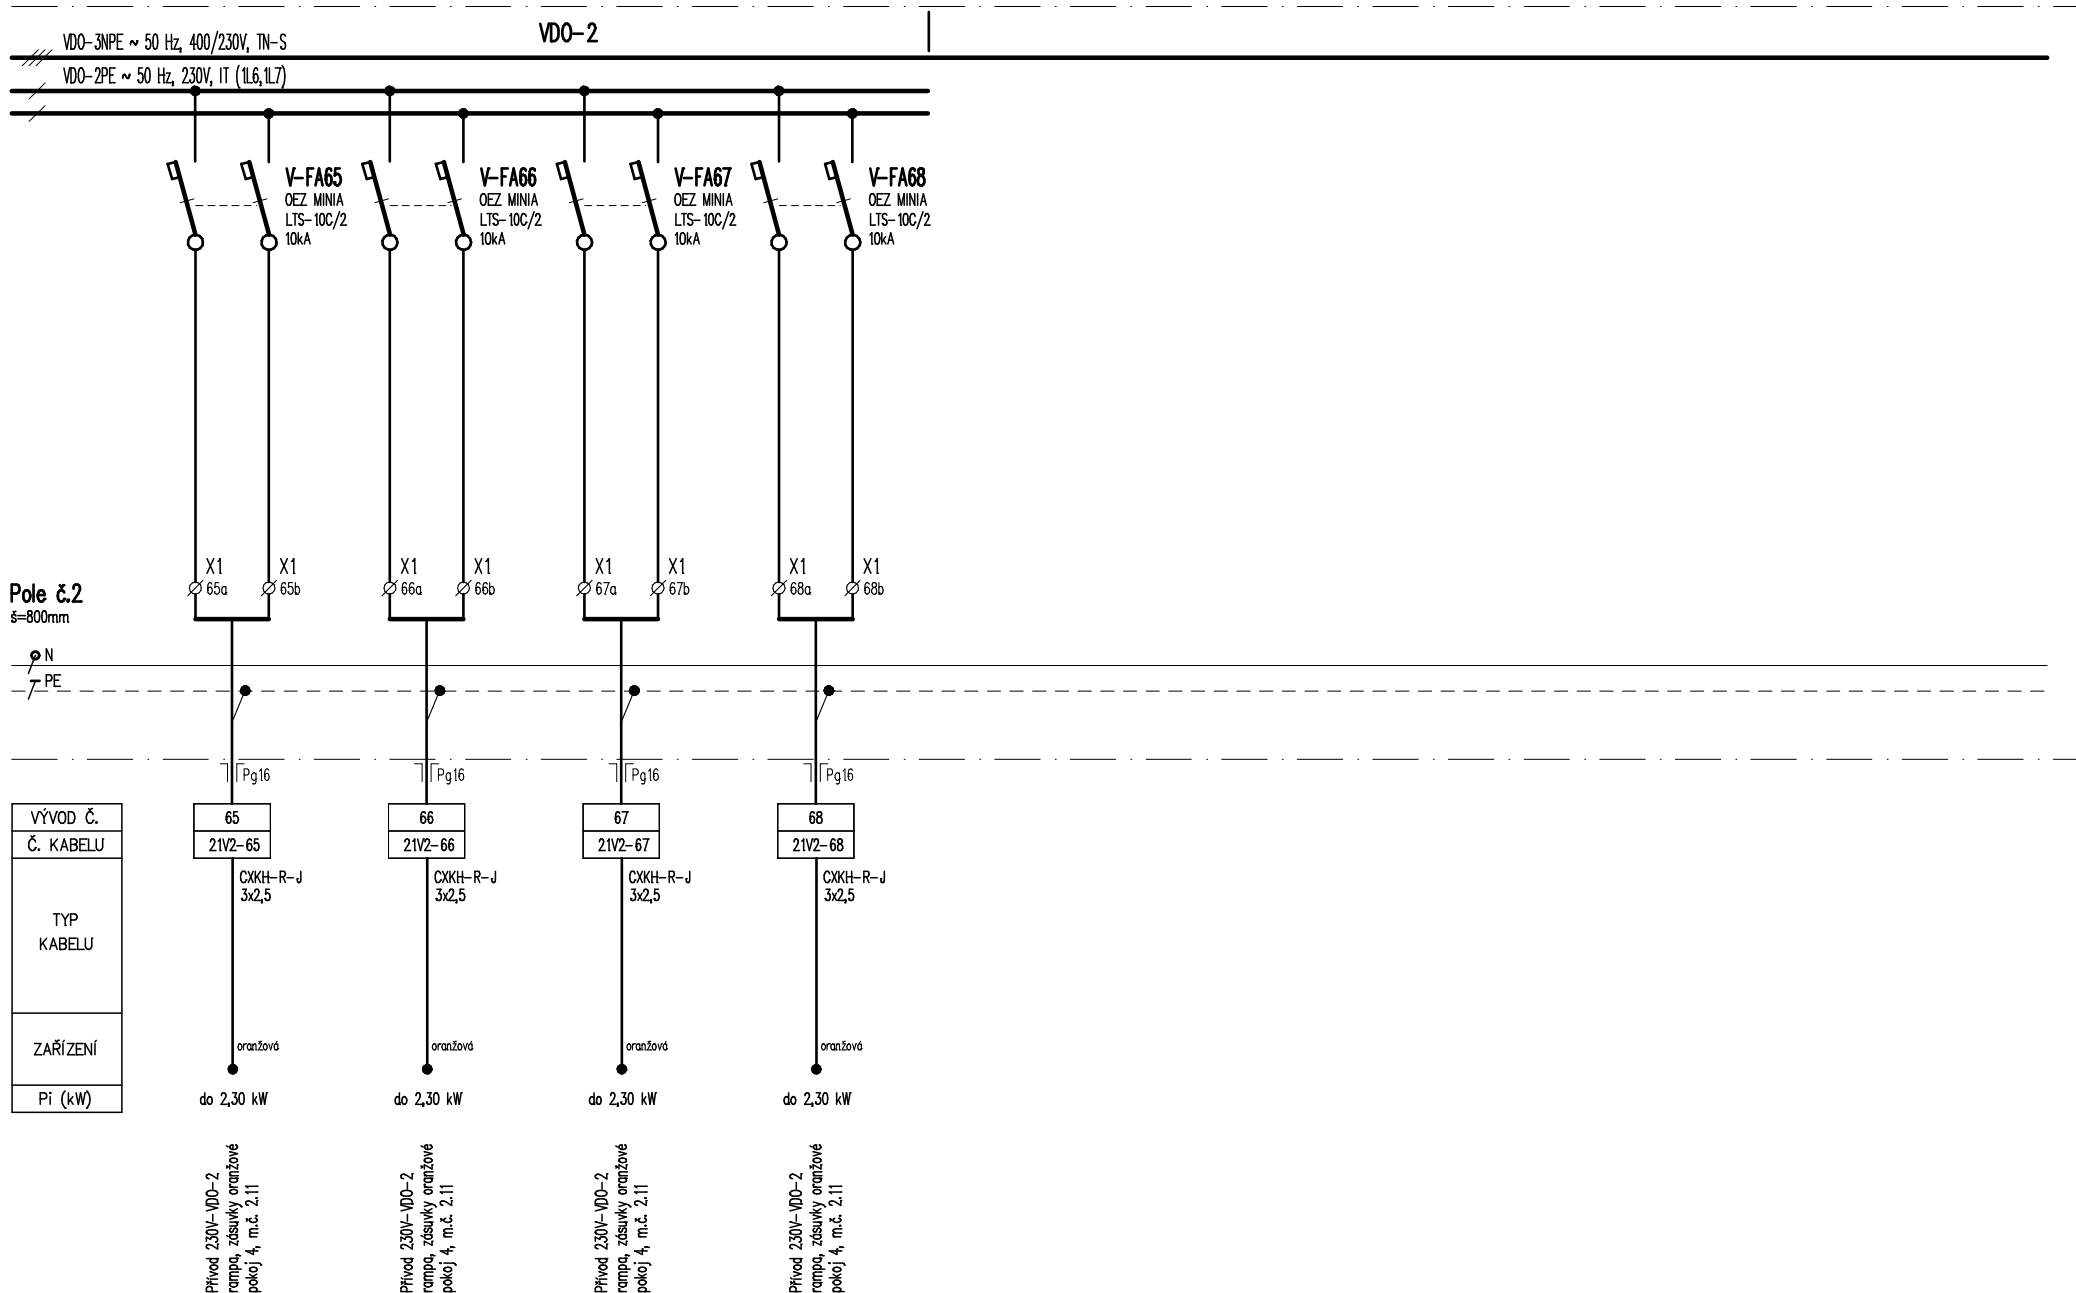 VDO-2
VDO-3NPE ~ 50 Hz, 400/230V, TN-S
VDO-2PE ~ 50 Hz, 230V, IT (1L6,1L7)
V-FA65
OEZ MINIA
LTS-10C/2
10kA
V-FA66
OEZ MINIA
LTS-10C/2
10kA
V-FA67
OEZ MINIA
LTS-10C/2
10kA
V-FA68
OEZ MINIA
LTS-10C/2
10kA
X1
65a
X1
65b
X1
66a
X1
66b
X1
67a
X1
67b
X1
68a
X1
68b
Pole č.2
š=800mm
N
PE
Pg16
Pg16
Pg16
Pg16
VÝVOD Č.
65
66
67
68
Č. KABELU
21V2-65
21V2-66
21V2-67
21V2-68
TYP
KABELU
CXKH-R-J
3x2,5
CXKH-R-J
3x2,5
CXKH-R-J
3x2,5
CXKH-R-J
3x2,5
ZAŘÍZENÍ
oranžová
oranžová
oranžová
oranžová
Pi (kW)
do 2,30 kW
do 2,30 kW
do 2,30 kW
do 2,30 kW
Přívod 230V-VDO-2
rampa, zásuvky oranžové
pokoj 4, m.č. 2.11
Přívod 230V-VDO-2
rampa, zásuvky oranžové
pokoj 4, m.č. 2.11
Přívod 230V-VDO-2
rampa, zásuvky oranžové
pokoj 4, m.č. 2.11
Přívod 230V-VDO-2
rampa, zásuvky oranžové
pokoj 4, m.č. 2.11